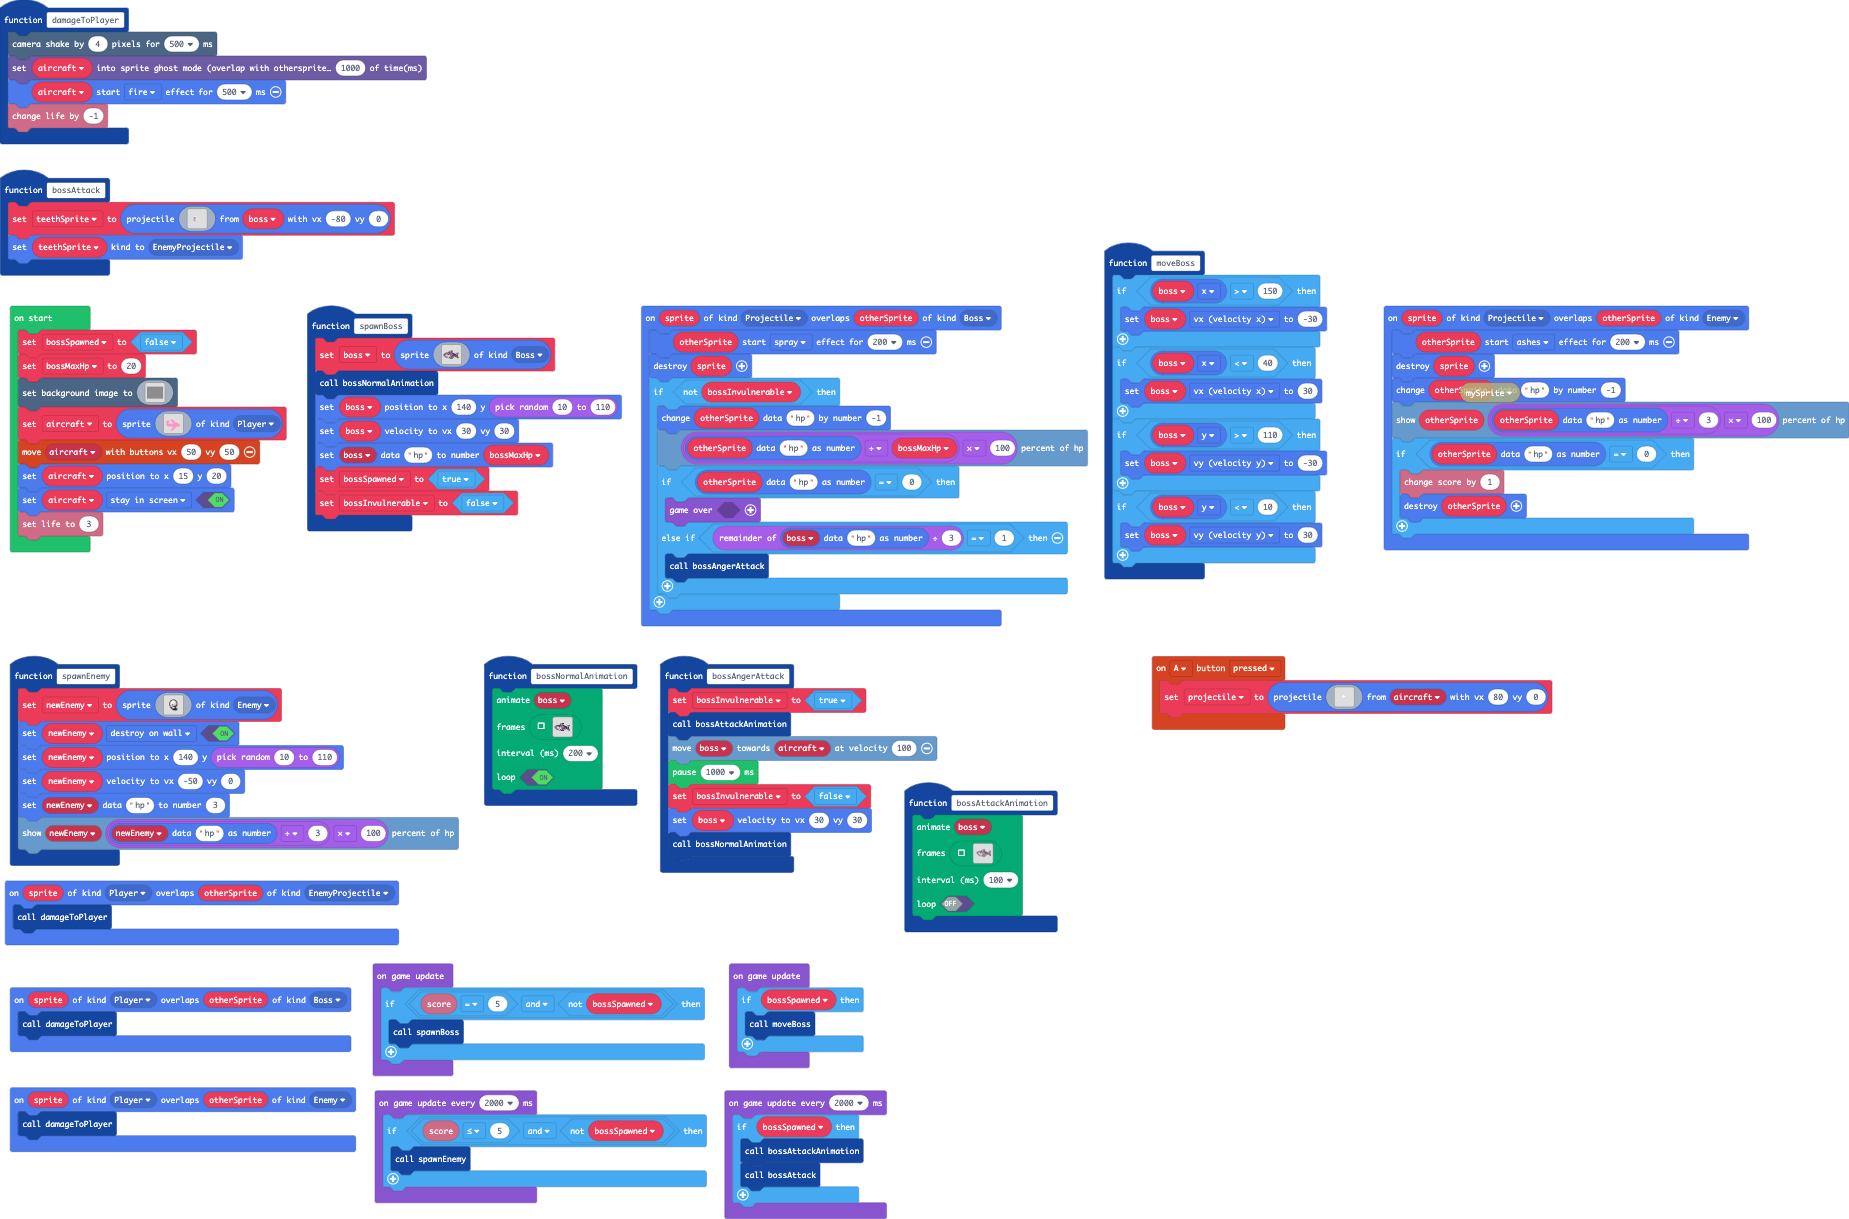 function damageToPlayer
camera shake by 4 pixels for 500 ms
set aircraft into sprite ghost mode (overlap with othersprite… 1000 of time(ms)
aircraft start fire effect for 500 ms
change life by -1
function bossAttack
set teethSprite to projectile from boss with vx -80 vy 0
set teethSprite kind to EnemyProjectile
on start
set bossSpawned to false
set bossMaxHp to 20
set background image to
set aircraft to sprite of kind Player
move aircraft with buttons vx 50 vy 50
set aircraft position to x 15 y 20
set aircraft stay in screen ON
set life to 3
function spawnBoss
set boss to sprite of kind Boss
call bossNormalAnimation
set boss position to x 140 y pick random 10 to 110
set boss velocity to vx 30 vy 30
set boss data "hp" to number bossMaxHp
set bossSpawned to true
set bossInvulnerable to false
on sprite of kind Projectile overlaps otherSprite of kind Boss
otherSprite start spray effect for 200 ms
destroy sprite
if not bossInvulnerable then
change otherSprite data "hp" by number -1
otherSprite data "hp" as number ÷ bossMaxHp × 100 percent of hp
if otherSprite data "hp" as number = 0 then
game over
else if remainder of boss data "hp" as number ÷ 3 = 1 then
call bossAngerAttack
function moveBoss
if boss x > 150 then
set boss vx (velocity x) to -30
if boss x < 40 then
set boss vx (velocity x) to 30
if boss y > 110 then
set boss vy (velocity y) to -30
if boss y < 10 then
set boss vy (velocity y) to 30
on sprite of kind Projectile overlaps otherSprite of kind Enemy
otherSprite start ashes effect for 200 ms
destroy sprite
change mySprite "hp" by number -1
show otherSprite otherSprite data "hp" as number ÷ 3 × 100 percent of hp
if otherSprite data "hp" as number = 0 then
change score by 1
destroy otherSprite
function spawnEnemy
set newEnemy to sprite of kind Enemy
set newEnemy destroy on wall ON
set newEnemy position to x 140 y pick random 10 to 110
set newEnemy velocity to vx -50 vy 0
set newEnemy data "hp" to number 3
show newEnemy newEnemy data "hp" as number ÷ 3 × 100 percent of hp
function bossNormalAnimation
animate boss
frames
interval (ms) 200
loop ON
function bossAngerAttack
set bossInvulnerable to true
call bossAttackAnimation
move boss towards aircraft at velocity 100
pause 1000 ms
set bossInvulnerable to false
set boss velocity to vx 30 vy 30
call bossNormalAnimation
function bossAttackAnimation
animate boss
frames
interval (ms) 100
loop OFF
on A button pressed
set projectile to projectile from aircraft with vx 80 vy 0
on sprite of kind Player overlaps otherSprite of kind EnemyProjectile
call damageToPlayer
on sprite of kind Player overlaps otherSprite of kind Boss
call damageToPlayer
on sprite of kind Player overlaps otherSprite of kind Enemy
call damageToPlayer
on game update
if score = 5 and not bossSpawned then
call spawnBoss
on game update
if bossSpawned then
call moveBoss
on game update every 2000 ms
if score ≤ 5 and not bossSpawned then
call spawnEnemy
on game update every 2000 ms
if bossSpawned then
call bossAttackAnimation
call bossAttack